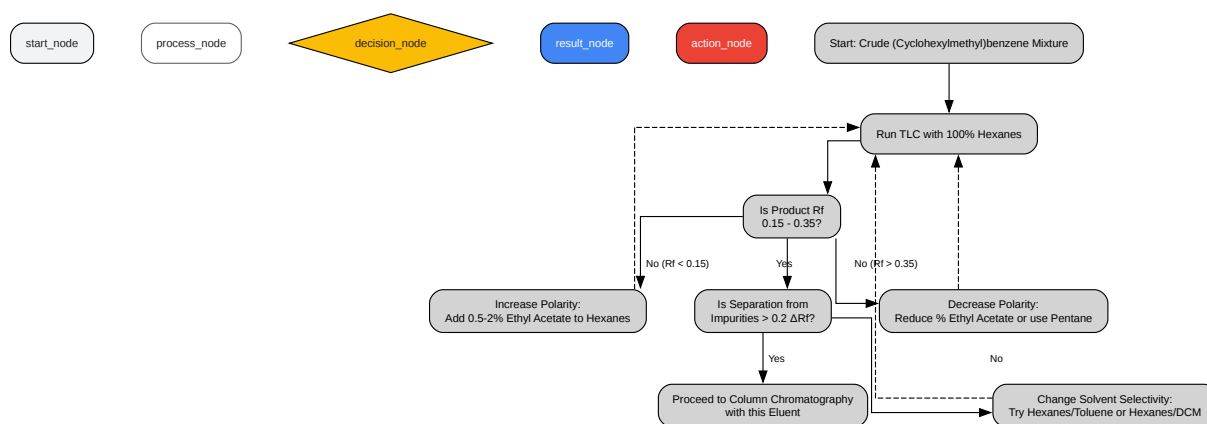 start_node
process_node
decision_node
result_node
action_node
Start: Crude (Cyclohexylmethyl)benzene Mixture
Run TLC with 100% Hexanes
Is Product Rf
0.15 - 0.35?
No (Rf < 0.15)
Yes
No (Rf > 0.35)
Increase Polarity:
Add 0.5-2% Ethyl Acetate to Hexanes
Is Separation from
Impurities > 0.2 ΔRf?
Decrease Polarity:
Reduce % Ethyl Acetate or use Pentane
Yes
No
Proceed to Column Chromatography
with this Eluent
Change Solvent Selectivity:
Try Hexanes/Toluene or Hexanes/DCM